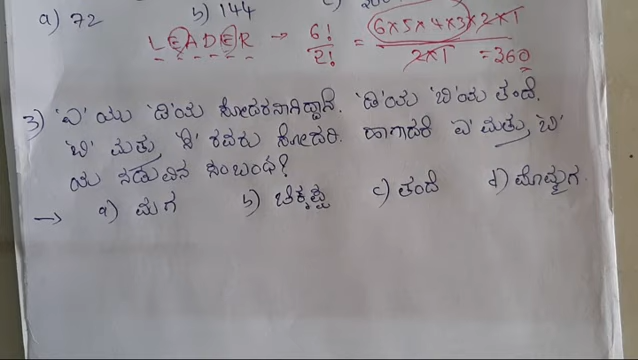 a) 72 b) 144 c)
LEADER → 6!/2! = 6×5×4×3×2×1/2×1 = 360
3) 'ಎ' ಯು 'ಡಿ'ಯ ಸೋದರನಾಗಿದ್ದಾನೆ. 'ಡಿ'ಯು 'ಬಿ'ಯ ತಂದೆ.
'ಬಿ' ಮತ್ತು 'ಸಿ' ರವರು ಸೋದರಿ. ಹಾಗಾದರೆ 'ಎ' ಮತ್ತು 'ಬಿ'
ಯ ನಡುವಿನ ಸಂಬಂಧ?
→ a) ಮಗ b) ಚಿಕ್ಕಪ್ಪ c) ತಂದೆ d) ಮೊಮ್ಮಗ.